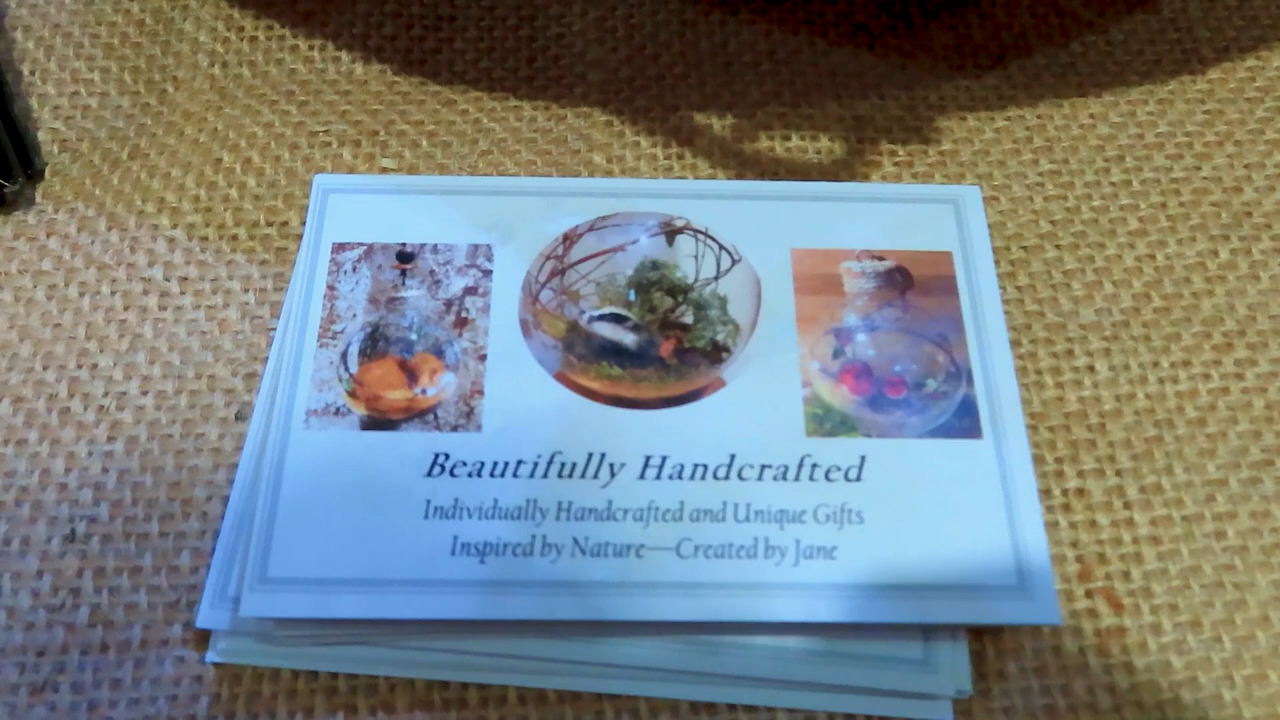 Beautifully Handcrafted
Individually Handcrafted and Unique Gifts
Inspired by Nature—Created by Jane